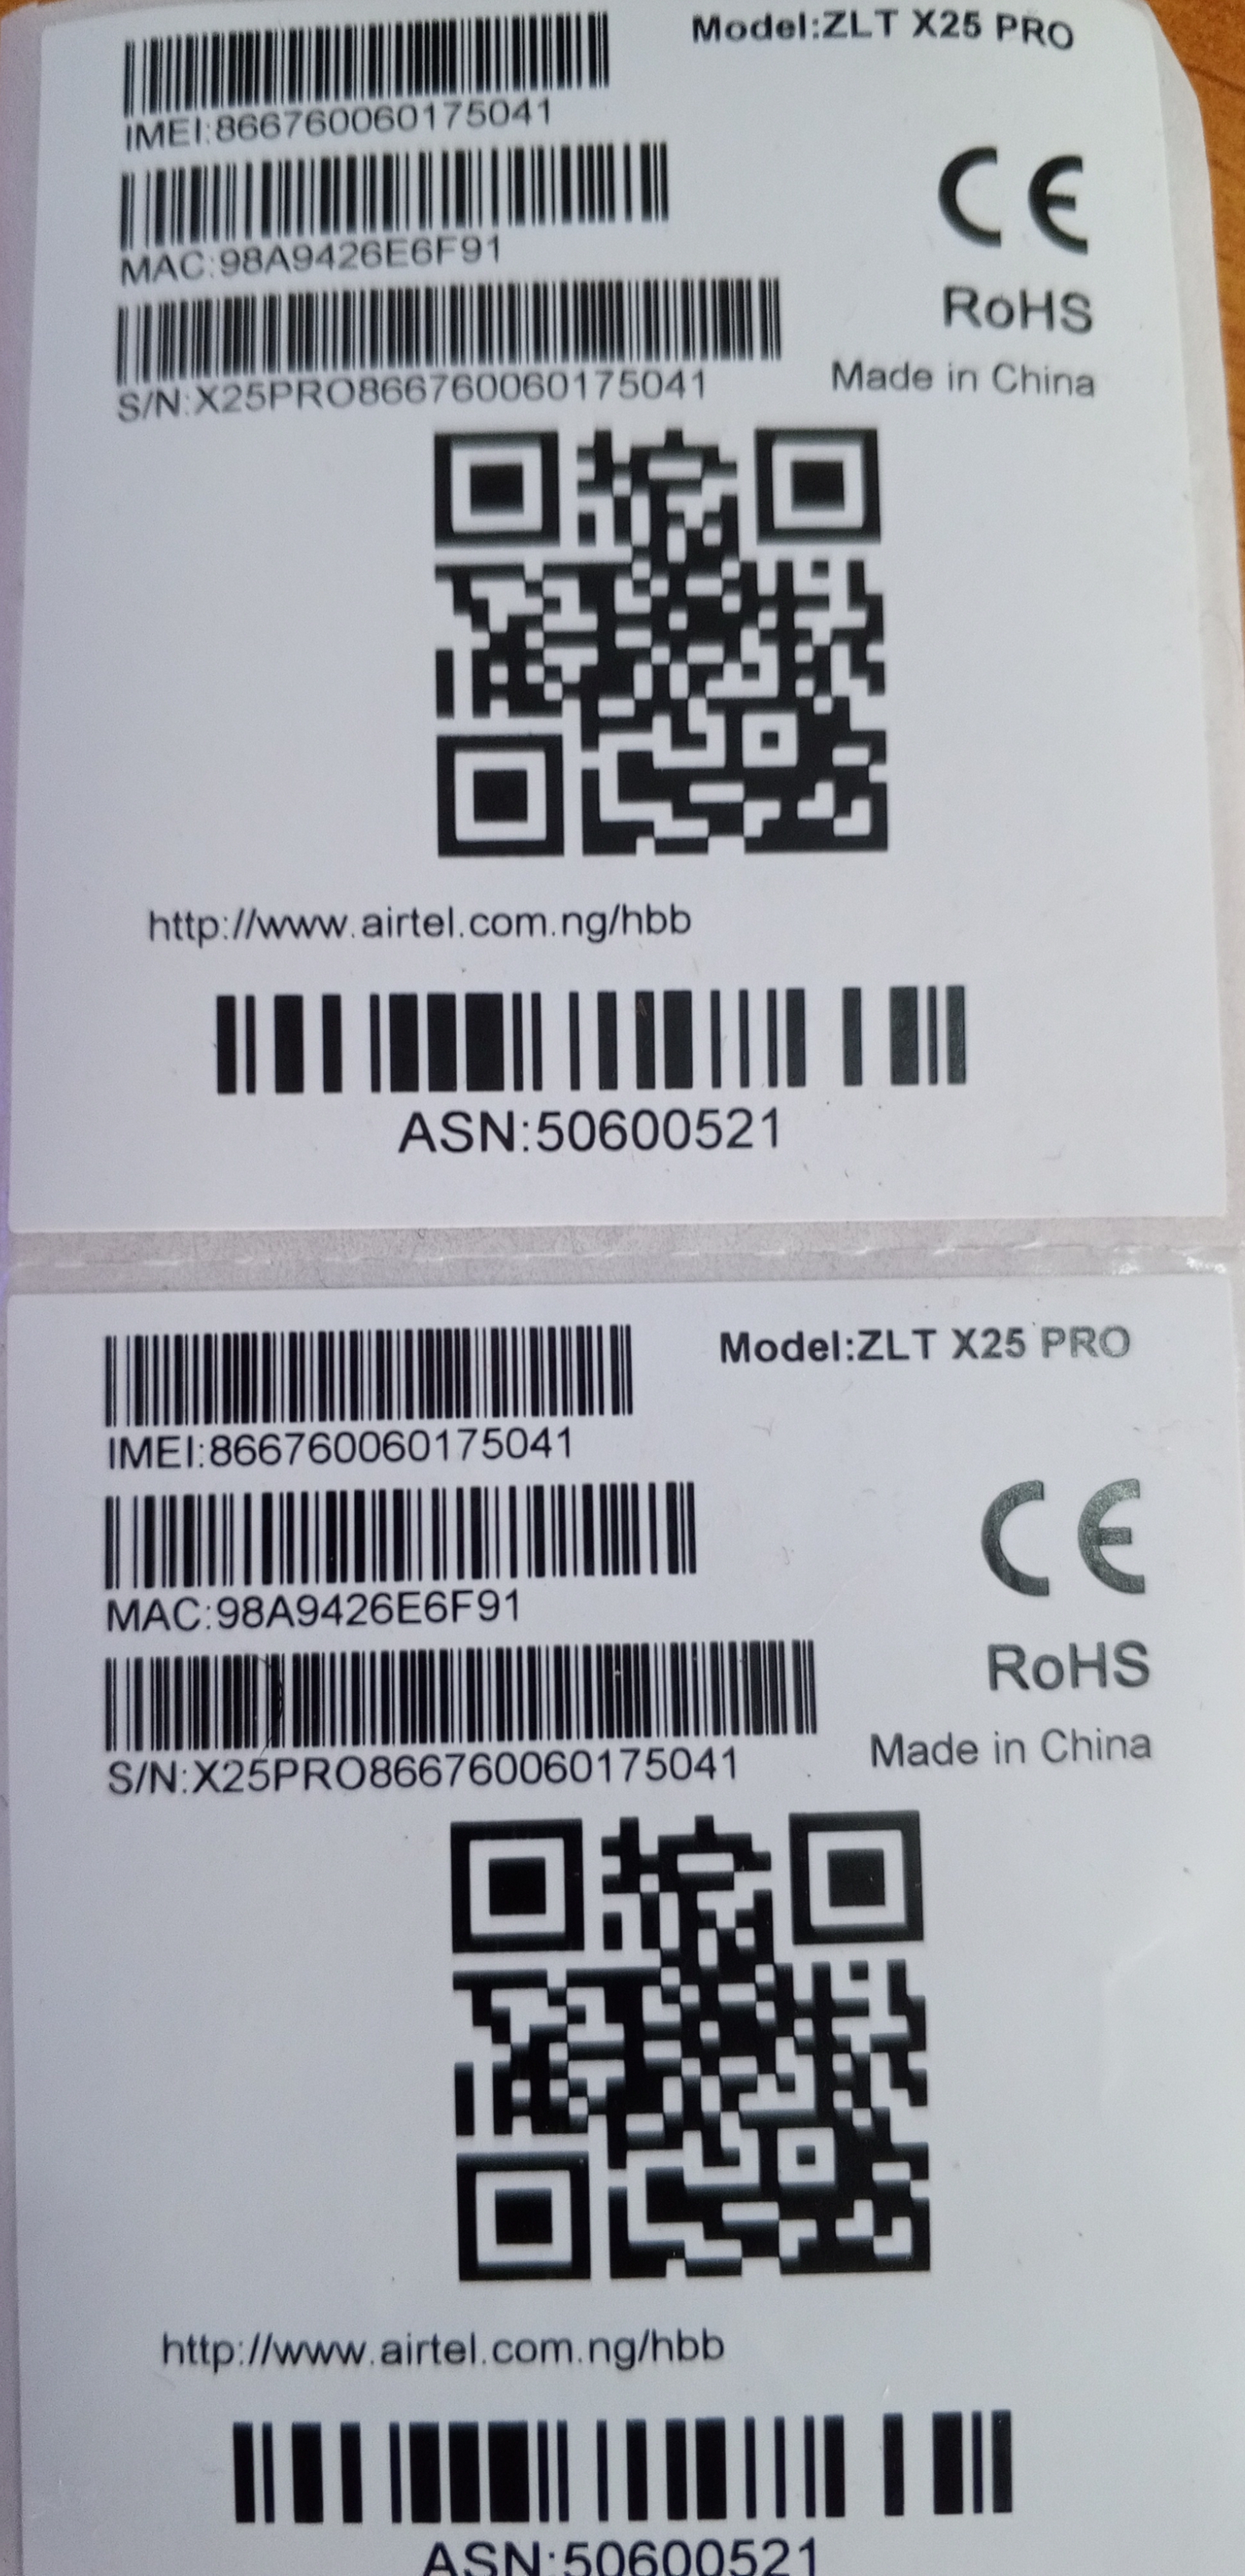 Model:ZLT X25 PRO
IMEI:866760060175041
MAC:98A9426E6F91
CE
RoHS
S/N:X25PRO866760060175041
Made in China
http://www.airtel.com.ng/hbb
ASN:50600521
Model:ZLT X25 PRO
IMEI:866760060175041
MAC:98A9426E6F91
CE
RoHS
S/N:X25PRO866760060175041
Made in China
http://www.airtel.com.ng/hbb
ASN:50600521